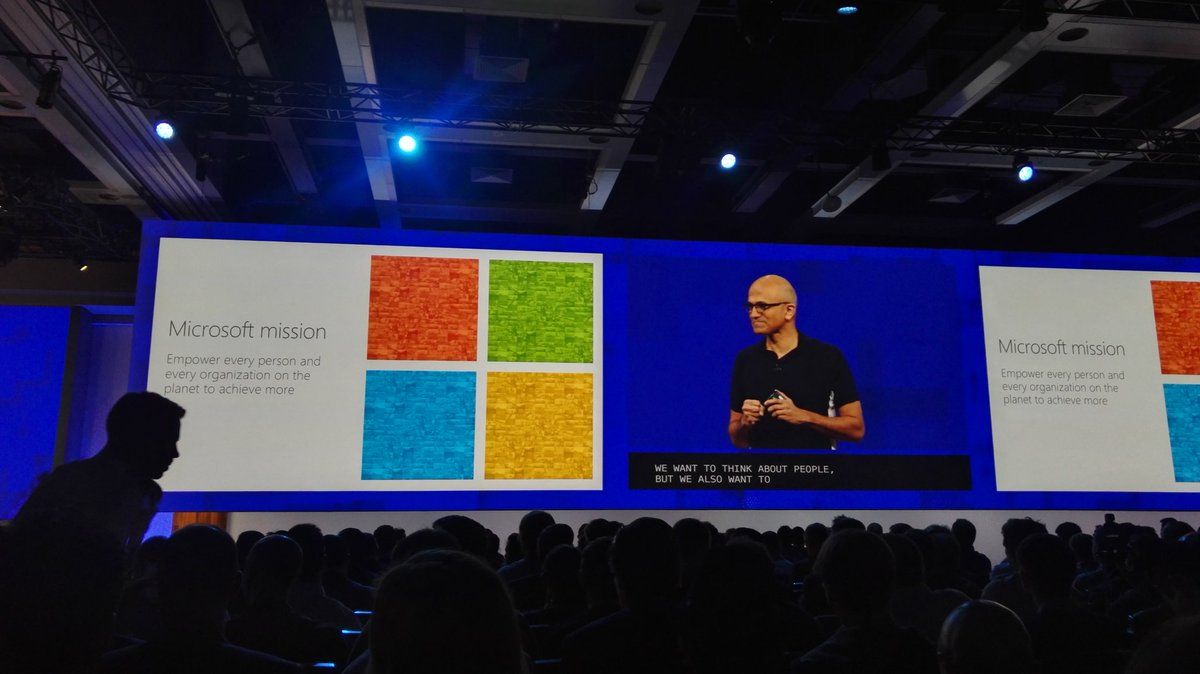 Microsoft mission
Empower every person and
every organization on the
planet to achieve more
WE WANT TO THINK ABOUT PEOPLE,
BUT WE ALSO WANT TO
Microsoft mission
Empower every person and
every organization on the
planet to achieve more